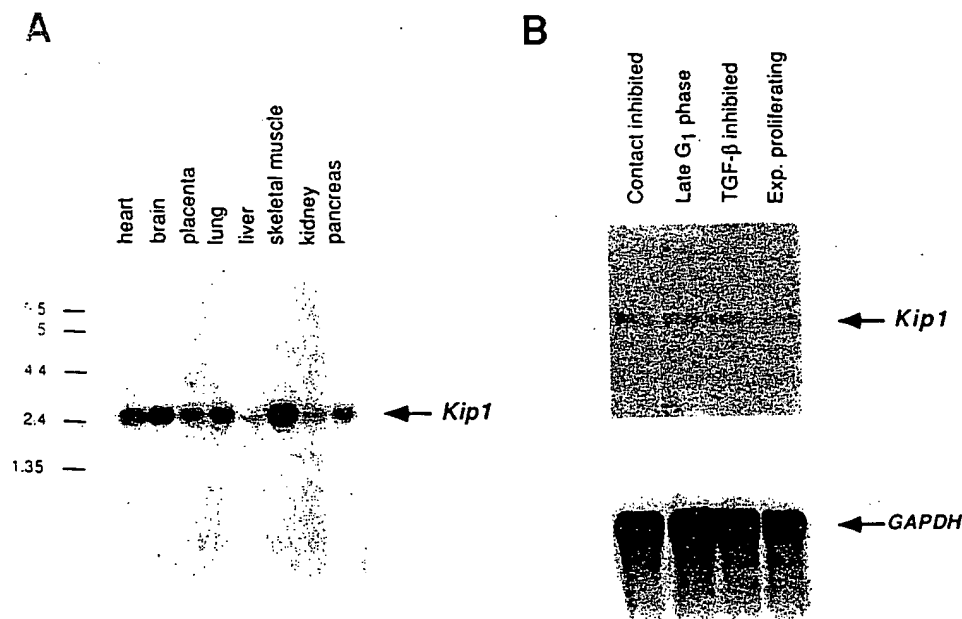 A
B
heart
brain
placenta
lung
liver
skeletal muscle
kidney
pancreas
Contact inhibited
Late G1 phase
TGF-β inhibited
Exp. proliferating
5
5
4 4
2.4
1.35
Kip1
Kip1
GAPDH